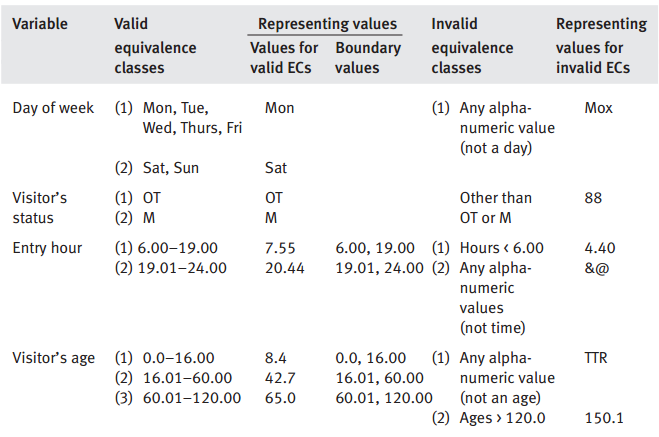 Variable Valid Representing values Invalid Representing
equivalence Values for Boundary equivalence values for
classes valid ECs values classes invalid ECs
Day of week (1) Mon, Tue, Mon (1) Any alpha- Mox
Wed, Thurs, Fri numeric value
(not a day)
(2) Sat, Sun Sat
Visitor's (1) OT OT Other than 88
status (2) M M OT or M
Entry hour (1) 6.00–19.00 7.55 6.00, 19.00 (1) Hours < 6.00 4.40
(2) 19.01–24.00 20.44 19.01, 24.00 (2) Any alpha- &@
numeric
values
(not time)
Visitor's age (1) 0.0–16.00 8.4 0.0, 16.00 (1) Any alpha- TTR
(2) 16.01–60.00 42.7 16.01, 60.00 numeric value
(3) 60.01–120.00 65.0 60.01, 120.00 (not an age)
(2) Ages > 120.0 150.1